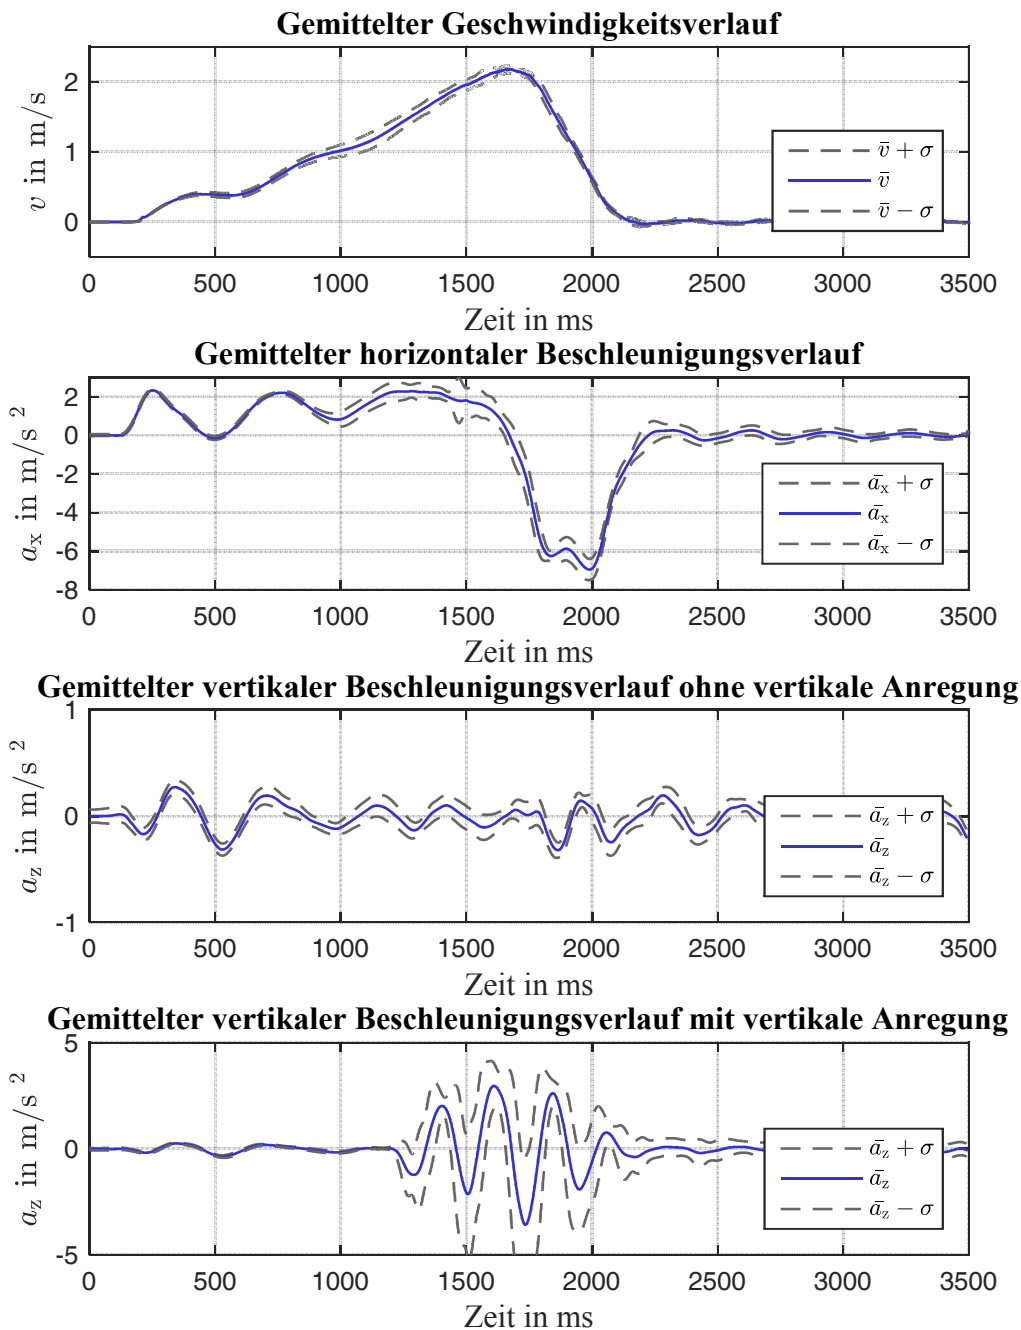 Gemittelter Geschwindigkeitsverlauf
v in m/s
2
1
0
v̄ + σ
v̄
v̄ − σ
0 500 1000 1500 2000 2500 3000 3500
Zeit in ms
Gemittelter horizontaler Beschleunigungsverlauf
a_x in m/s ²
2
0
-2
-4
-6
-8
ā_x + σ
ā_x
ā_x − σ
0 500 1000 1500 2000 2500 3000 3500
Zeit in ms
Gemittelter vertikaler Beschleunigungsverlauf ohne vertikale Anregung
a_z in m/s ²
1
0
-1
ā_z + σ
ā_z
ā_z − σ
0 500 1000 1500 2000 2500 3000 3500
Zeit in ms
Gemittelter vertikaler Beschleunigungsverlauf mit vertikale Anregung
a_z in m/s ²
5
0
-5
ā_z + σ
ā_z
ā_z − σ
0 500 1000 1500 2000 2500 3000 3500
Zeit in ms